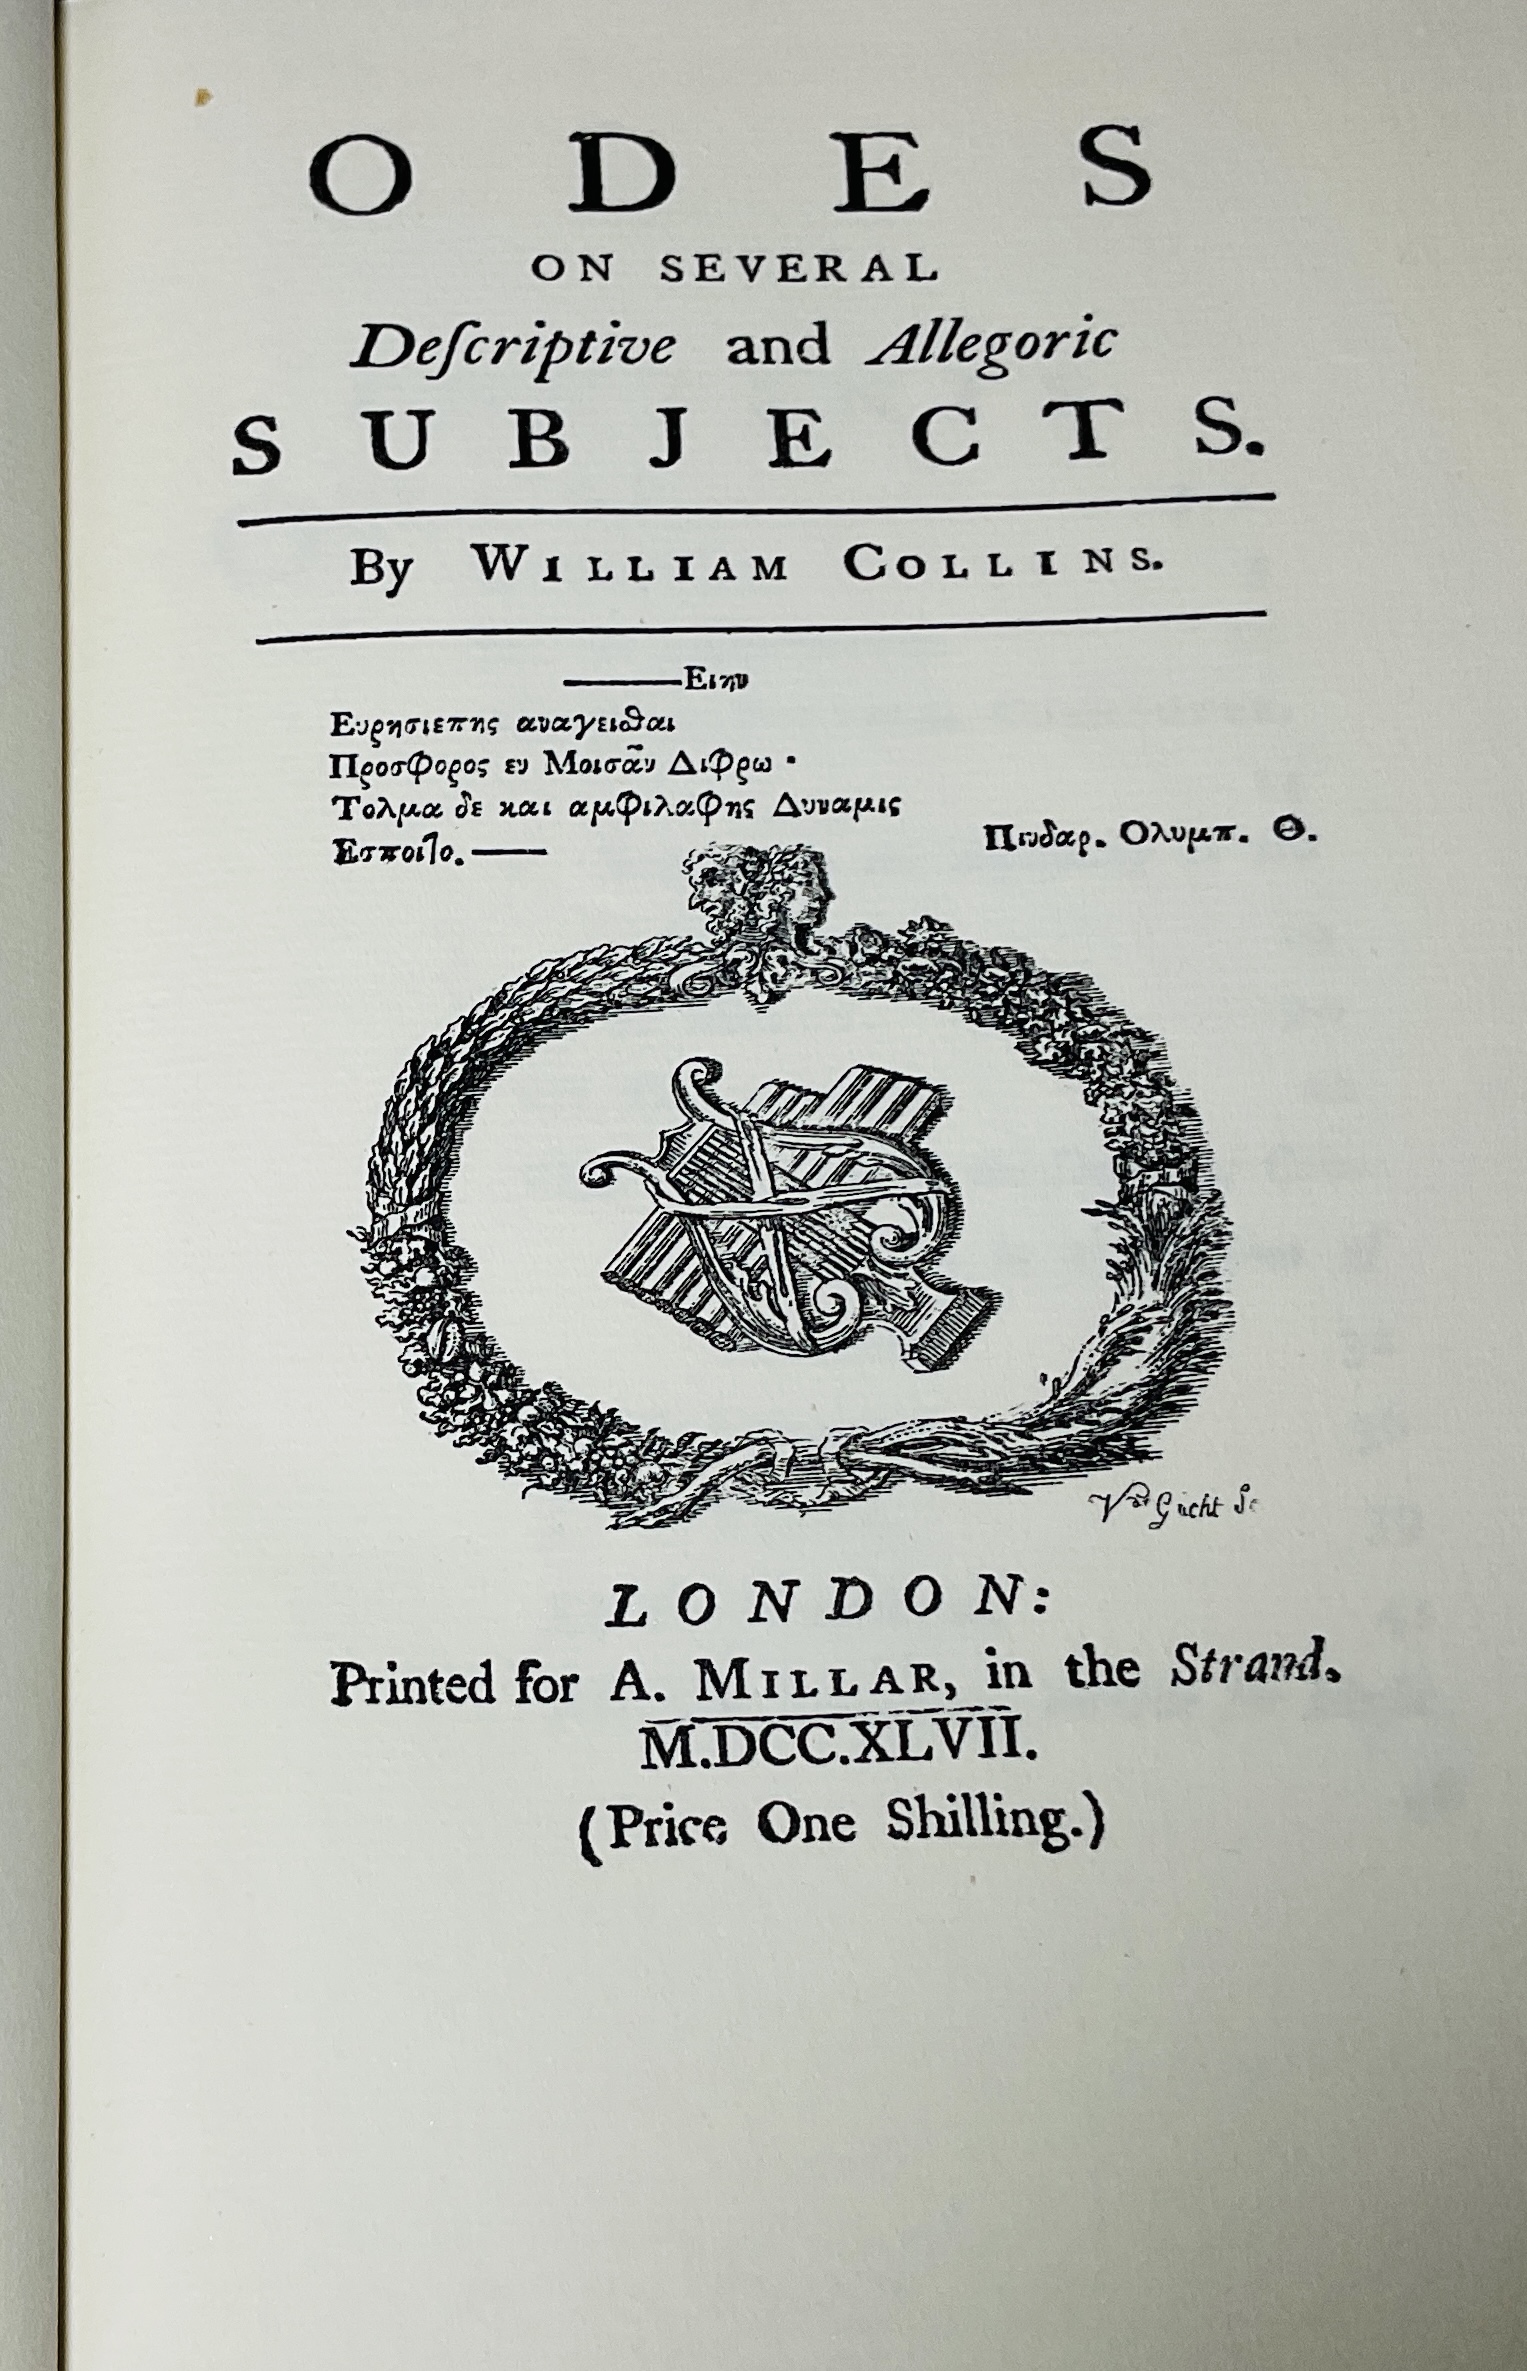 ODES
ON SEVERAL
Deſcriptive and Allegoric
SUBJECTS.
By WILLIAM COLLINS.
———Ειην
Ευρησιεπης αναγειϑαι
Προσφορος εν Μοισᾶν Διφρω ·
Τολμα δε και αμφιλαφης Δυναμις
Εσποιτο.——
Πινδαρ. Ολυμπ. Θ.
Vdr Gucht Sc
LONDON:
Printed for A. MILLAR, in the Strand.
M.DCC.XLVII.
(Price One Shilling.)